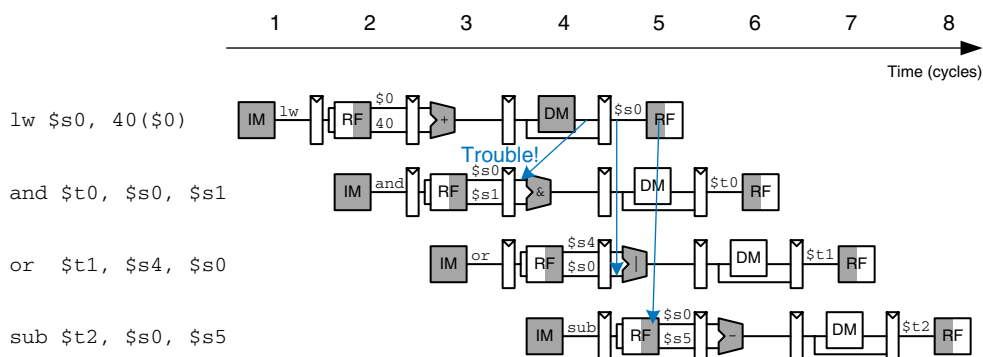 1 2 3 4 5 6 7 8
Time (cycles)
lw $s0, 40($0)
IM lw RF $0 40 + DM $s0 RF
Trouble!
and $t0, $s0, $s1
IM and RF $s0 $s1 & DM $t0 RF
or $t1, $s4, $s0
IM or RF $s4 $s0 | DM $t1 RF
sub $t2, $s0, $s5
IM sub RF $s0 $s5 - DM $t2 RF